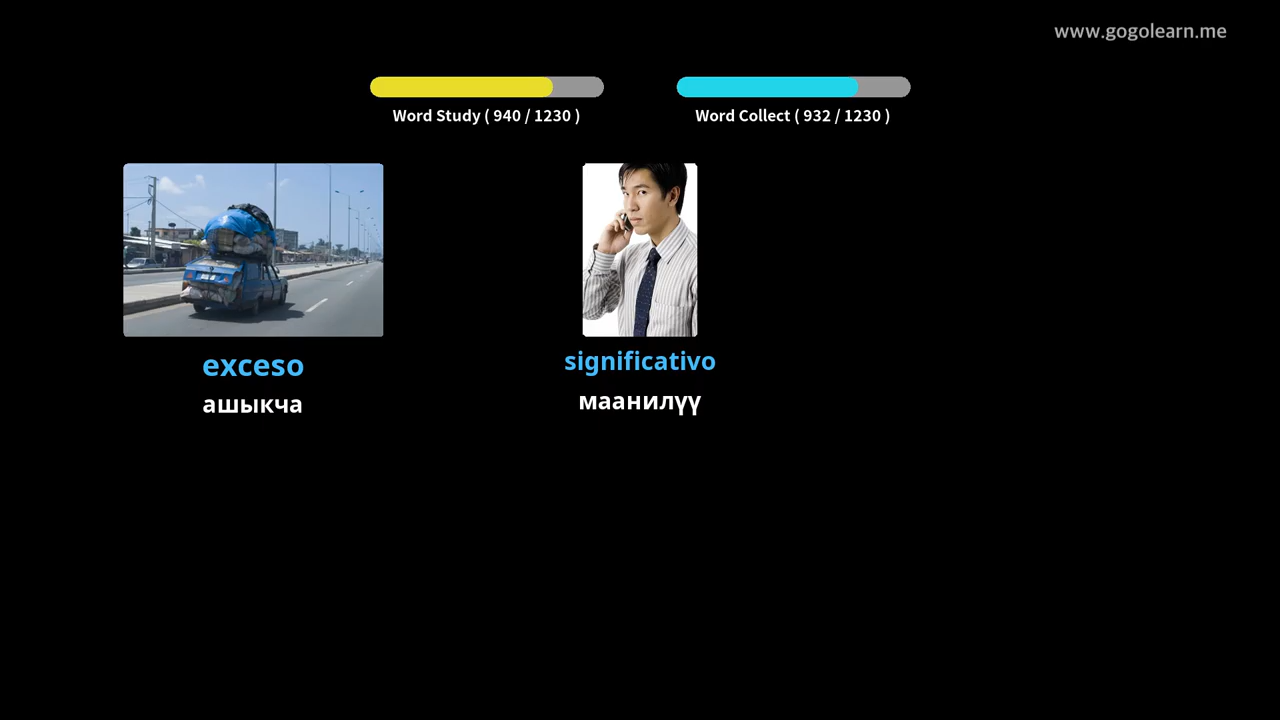 www.gogolearn.me
Word Study ( 940 / 1230 )
Word Collect ( 932 / 1230 )
exceso
ашыкча
significativo
маанилүү